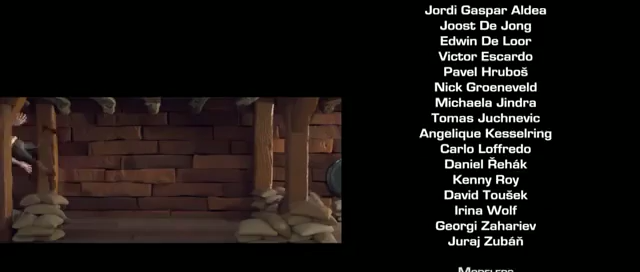 Jordi Gaspar Aldea
Joost De Jong
Edwin De Loor
Victor Escardo
Pavel Hruboš
Nick Groeneveld
Michaela Jindra
Tomas Juchnevic
Angelique Kesselring
Carlo Loffredo
Daniel Řehák
Kenny Roy
David Toušek
Irina Wolf
Georgi Zahariev
Juraj Zubáň
Modelers